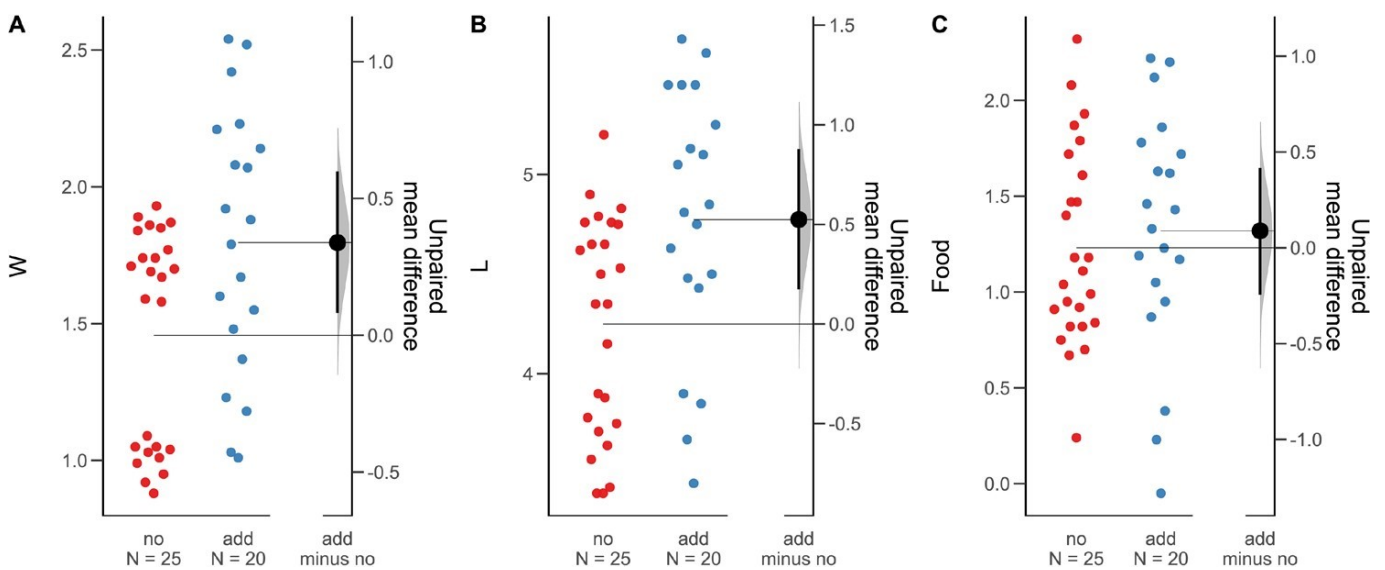 A
W
2.5
2.0
1.5
1.0
1.0
0.5
0.0
-0.5
Unpaired
mean difference
no
N = 25
add
N = 20
add
minus no
B
L
5
4
1.5
1.0
0.5
0.0
-0.5
Unpaired
mean difference
no
N = 25
add
N = 20
add
minus no
C
Food
2.0
1.5
1.0
0.5
0.0
1.0
0.5
0.0
-0.5
-1.0
Unpaired
mean difference
no
N = 25
add
N = 20
add
minus no